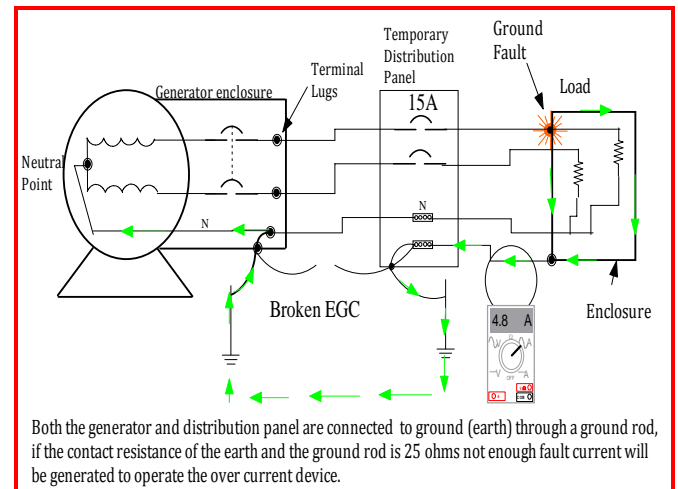 Ground
Fault
Temporary
Distribution
Panel
Terminal
Lugs
Load
Generator enclosure
15A
Neutral
Point
N
N
Broken EGC
Enclosure
4.8 A
V
A
V
OFF
A
COM
Both the generator and distribution panel are connected to ground (earth) through a ground rod,
if the contact resistance of the earth and the ground rod is 25 ohms not enough fault current will
be generated to operate the over current device.